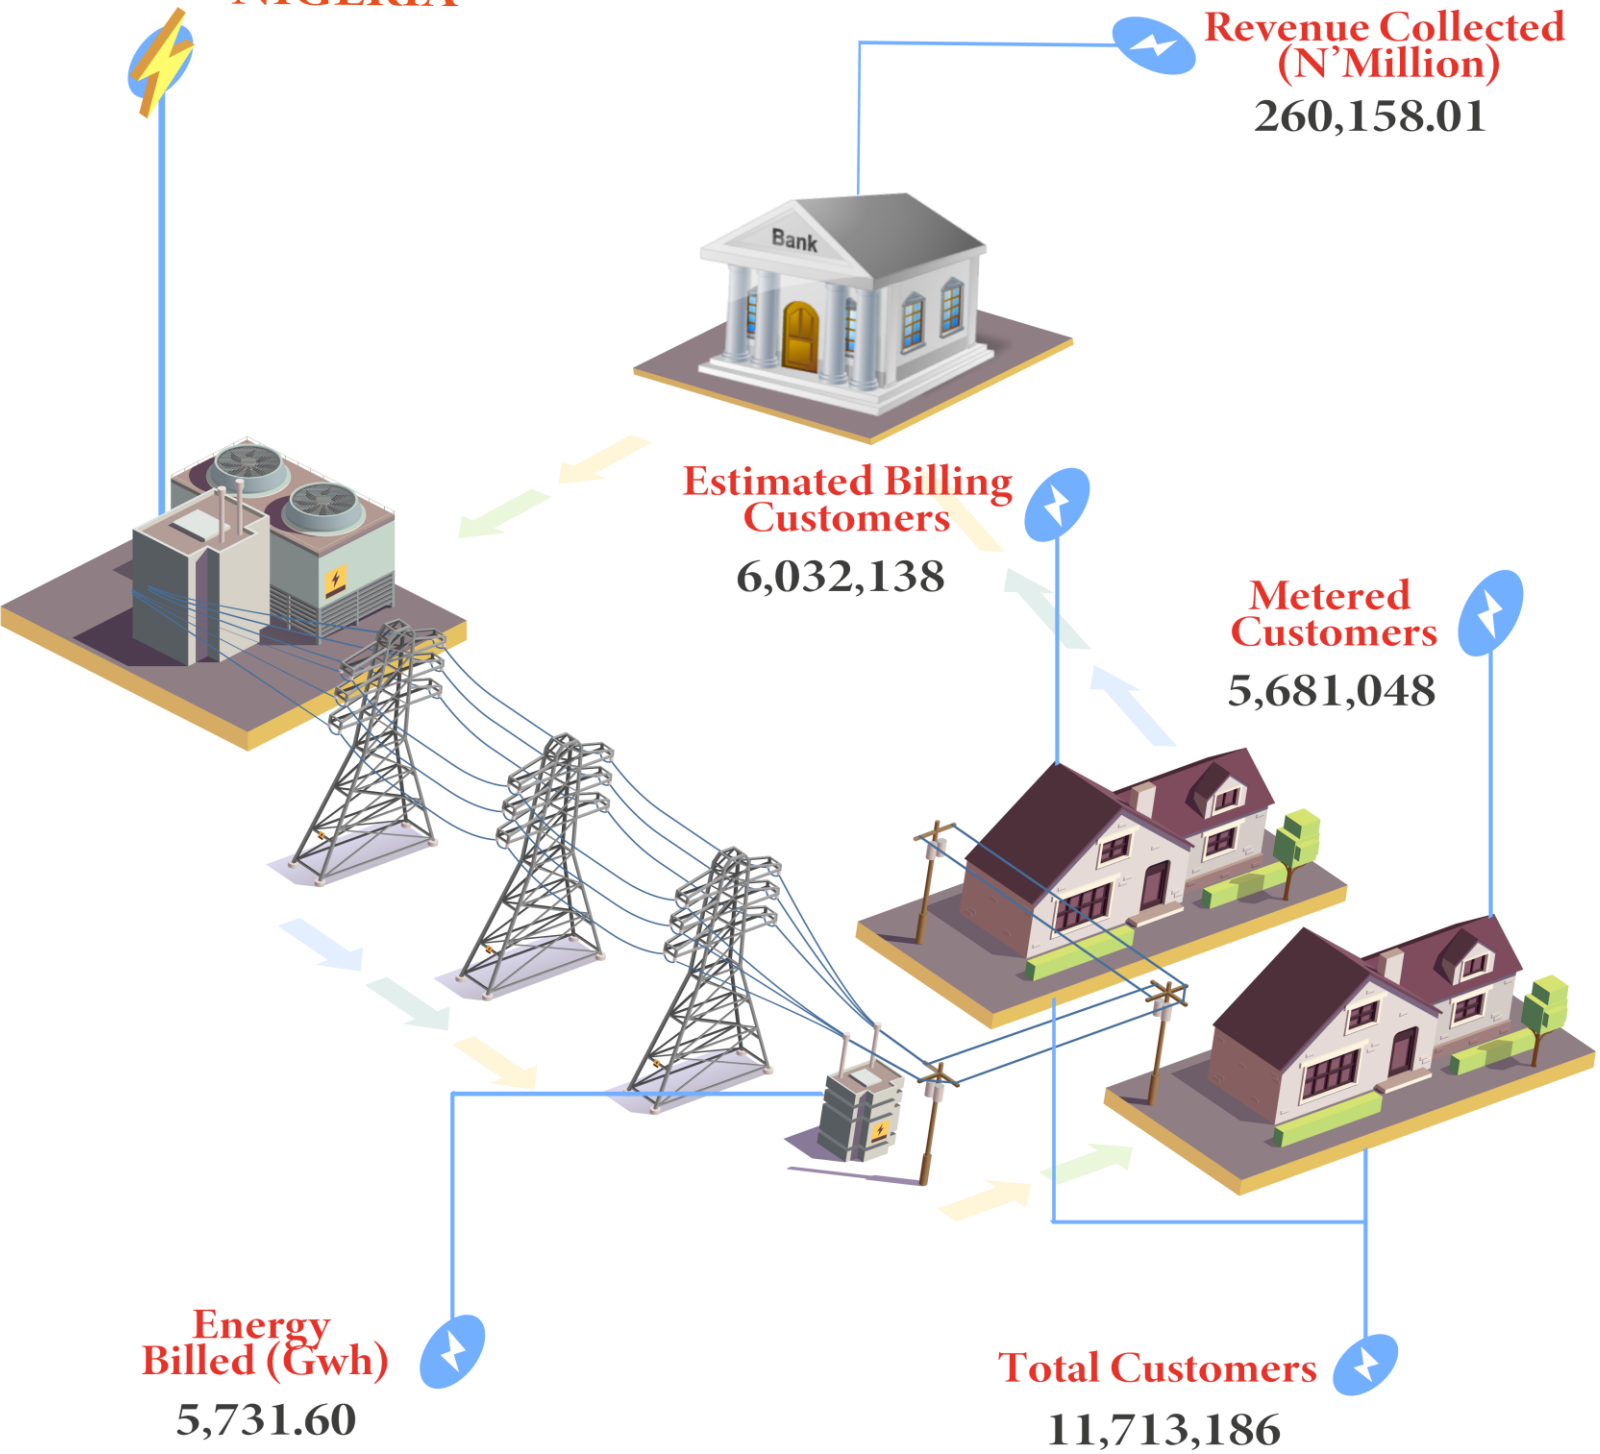 NIGERIA
Revenue Collected
(N’Million)
260,158.01
Bank
Estimated Billing
Customers
6,032,138
Metered
Customers
5,681,048
Energy
Billed (Gwh)
5,731.60
Total Customers
11,713,186